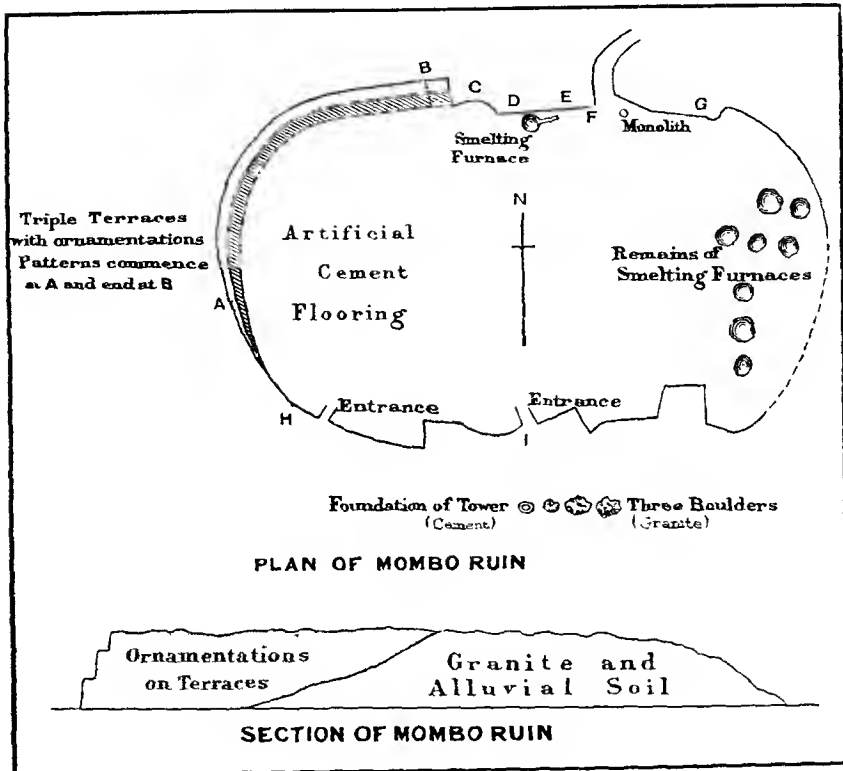 B
C
D
E
F
G
Monolith
Smelting
Furnace
N
Triple Terraces
with ornamentations
Patterns commence
at A and end at B
A
Artificial
Cement
Flooring
Remains of
Smelting Furnaces
H
Entrance
Entrance
I
Foundation of Tower
(Cement)
Three Boulders
(Granite)
PLAN OF MOMBO RUIN
Ornamentations
on Terraces
Granite and
Alluvial Soil
SECTION OF MOMBO RUIN